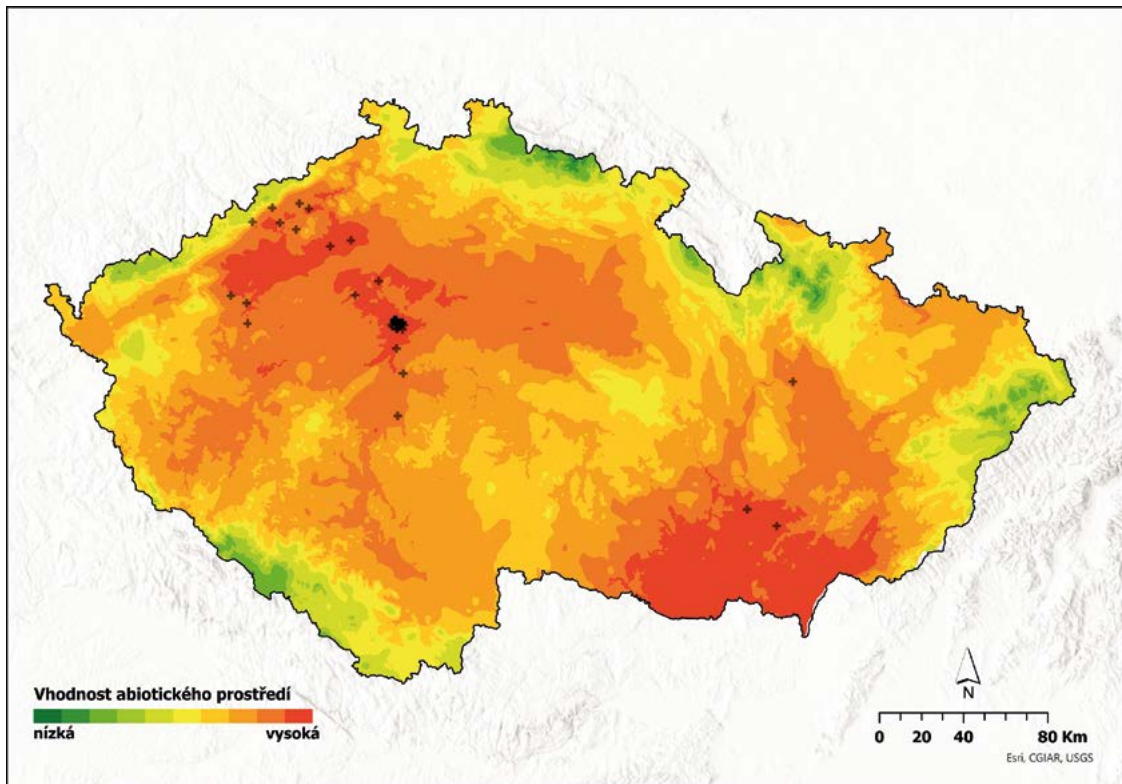 Vhodnost abiotického prostředí
nízká vysoká
N
0 20 40 80 Km
Esri, CGIAR, USGS